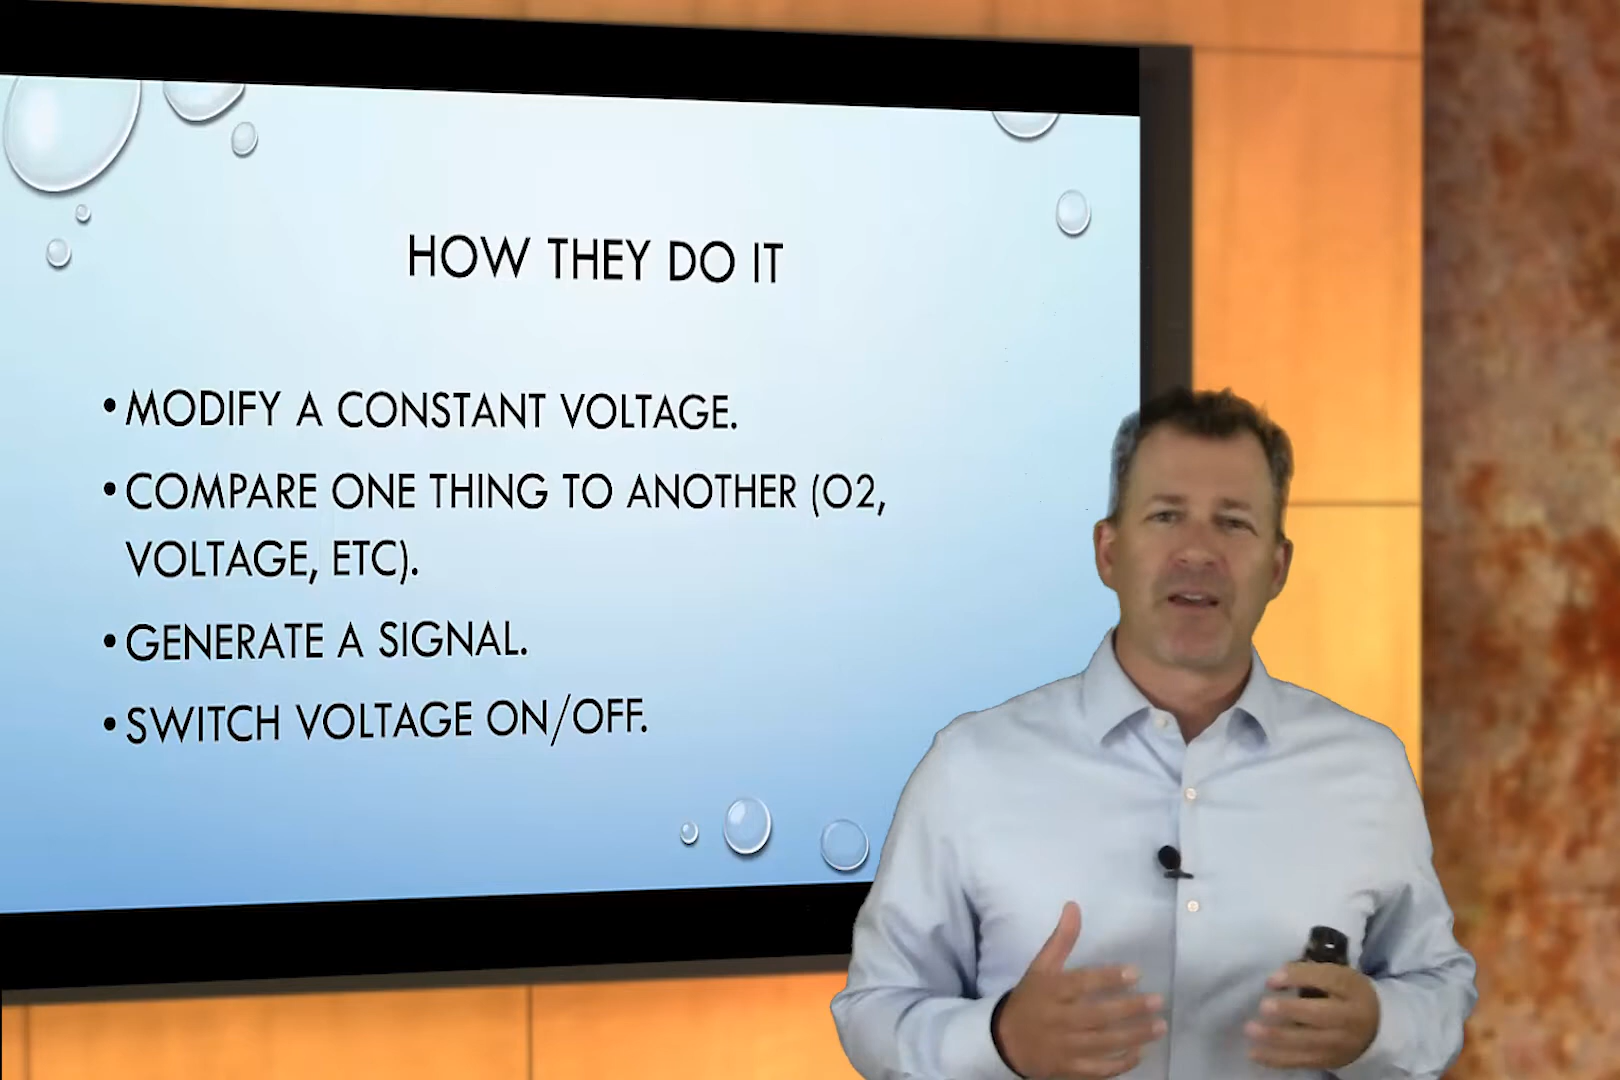 HOW THEY DO IT
• MODIFY A CONSTANT VOLTAGE.
• COMPARE ONE THING TO ANOTHER (O2,
VOLTAGE, ETC).
• GENERATE A SIGNAL.
• SWITCH VOLTAGE ON/OFF.